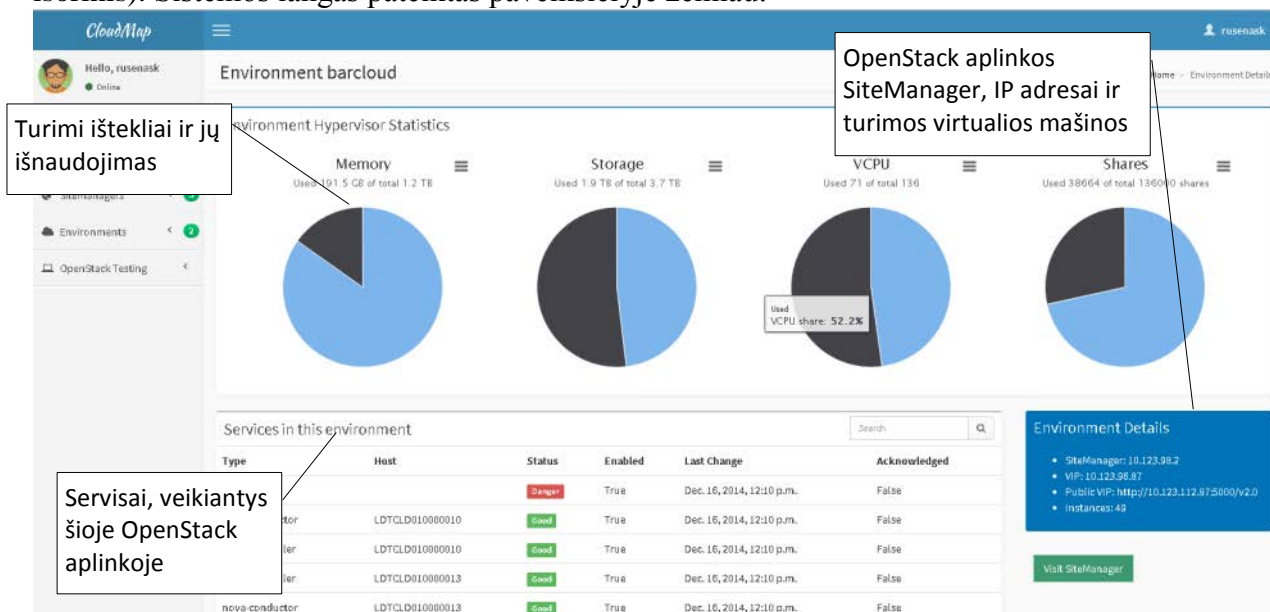 CloudMap
rusenask
Hello, rusenask
Online
Environment barcloud
Home > Environment Details
OpenStack aplinkos
SiteManager, IP adresai ir
turimos virtualios mašinos
Turimi ištekliai ir jų
išnaudojimas
Environment Hypervisor Statistics
Memory
Used 191.5 GB of total 1.2 TB
Storage
Used 1.9 TB of total 3.7 TB
VCPU
Used 71 of total 136
Shares
Used 38664 of total 136000 shares
Environments
2
OpenStack Testing
Used
VCPU share: 52.2%
Services in this environment
Search
Type Host Status Enabled Last Change Acknowledged
Danger True Dec. 16, 2014, 12:10 p.m. False
LDTCLD010000010 Good True Dec. 16, 2014, 12:10 p.m. False
LDTCLD010000010 Good True Dec. 16, 2014, 12:10 p.m. False
LDTCLD010000013 Good True Dec. 16, 2014, 12:10 p.m. False
nova-conductor LDTCLD010000013 Good True Dec. 16, 2014, 12:10 p.m. False
Servisai, veikiantys
šioje OpenStack
aplinkoje
Environment Details
SiteManager: 10.123.98.2
VIP: 10.123.98.87
Public VIP: http://10.123.112.87:5000/v2.0
Instances: 49
Visit SiteManager